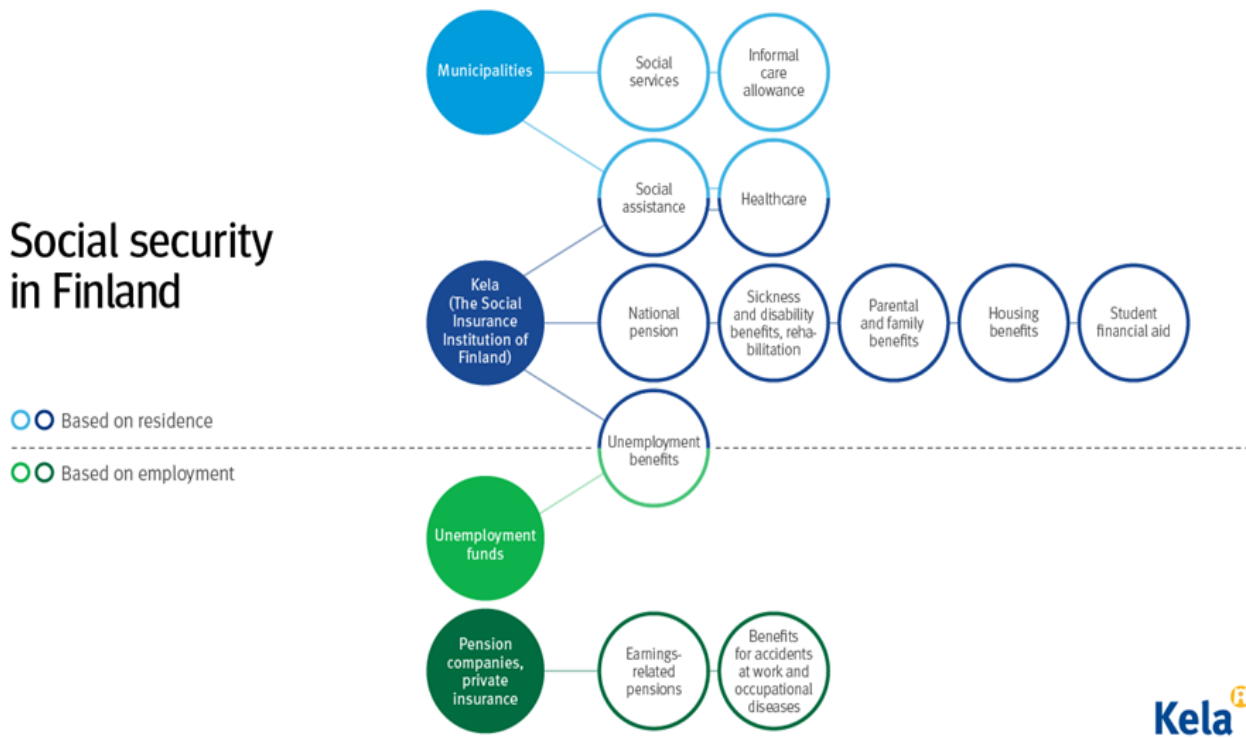 Social security
in Finland
Based on residence
Based on employment
Municipalities
Social
services
Informal
care
allowance
Social
assistance
Healthcare
Kela
(The Social
Insurance
Institution of
Finland)
National
pension
Sickness
and disability
benefits, reha-
bilitation
Parental
and family
benefits
Housing
benefits
Student
financial aid
Unemployment
benefits
Unemployment
funds
Pension
companies,
private
insurance
Earnings-
related
pensions
Benefits
for accidents
at work and
occupational
diseases
Kela